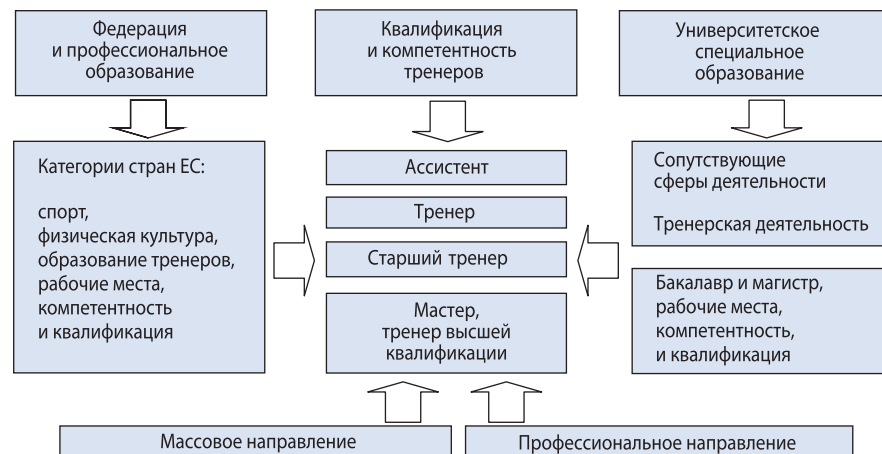 Федерация
и профессиональное
образование
Квалификация
и компетентность
тренеров
Университетское
специальное
образование
Категории стран ЕС:
спорт,
физическая культура,
образование тренеров,
рабочие места,
компетентность
и квалификация
Ассистент
Тренер
Старший тренер
Мастер,
тренер высшей
квалификации
Сопутствующие
сферы деятельности
Тренерская деятельность
Бакалавр и магистр,
рабочие места,
компетентность,
и квалификация
Массовое направление
Профессиональное направление